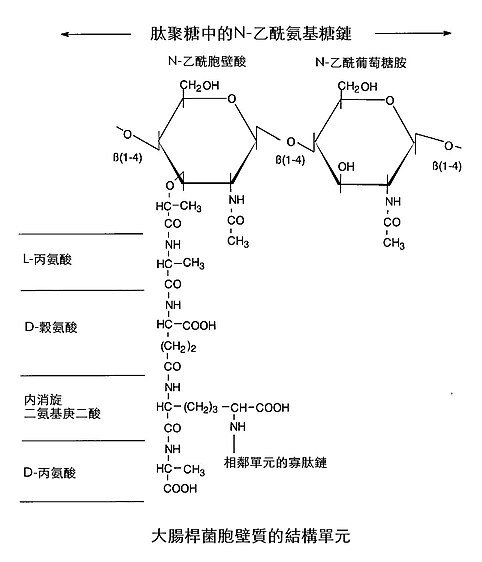 肽聚糖中的N-乙酰氨基糖鏈
N-乙酰胞壁酸
N-乙酰葡萄糖胺
CH₂OH
CH₂OH
O
O
O
O
O
ß(1-4)
ß(1-4)
OH
ß(1-4)
O
NH
NH
HC-CH₃
CO
CO
CO
CH₃
CH₃
NH
L-丙氨酸
HC-CH₃
CO
NH
D-穀氨酸
HC-COOH
(CH₂)₂
CO
NH
內消旋
二氨基庚二酸
HC-(CH₂)₃-CH-COOH
CO
NH
NH
相鄰單元的寡肽鏈
D-丙氨酸
HC-CH₃
COOH
大腸桿菌胞壁質的結構單元